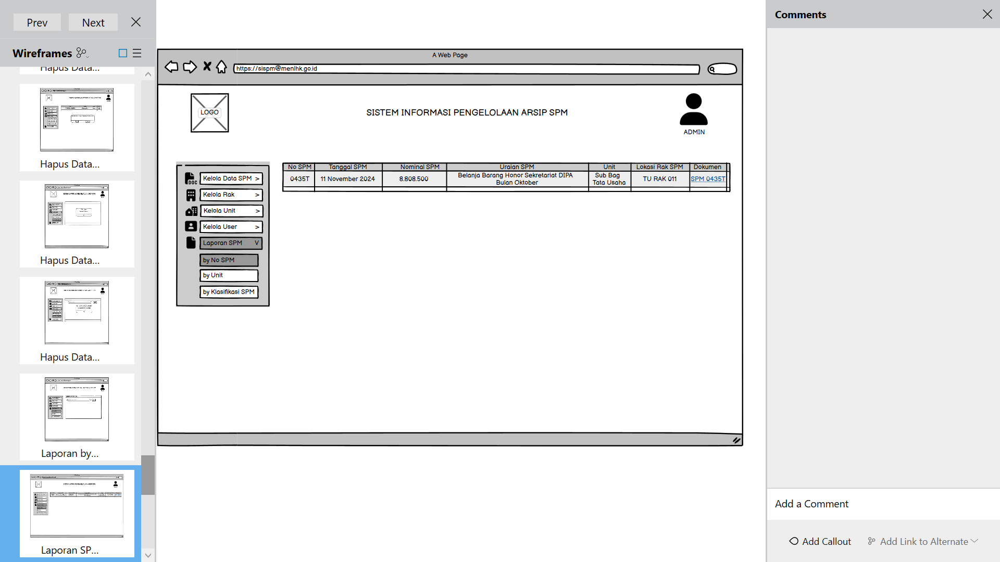 Prev
Next
Wireframes
Hapus Data...
Hapus Data...
Hapus Data...
Hapus Data...
Laporan by...
Laporan SP...
A Web Page
https://sispm@menlhk.go.id
LOGO
SISTEM INFORMASI PENGELOLAAN ARSIP SPM
ADMIN
Kelola Data SPM >
Kelola Rak >
Kelola Unit >
Kelola User >
Laporan SPM V
by No SPM
by Unit
by Klasifikasi SPM
No SPM Tanggal SPM Nominal SPM Uraian SPM Unit Lokasi Rak SPM Dokumen
0435T 11 November 2024 8.808.500 Belanja Barang Honor Sekretariat DIPA Bulan Oktober Sub Bag Tata Usaha TU RAK 011 SPM 0435T
Comments
Add a Comment
Add Callout
Add Link to Alternate